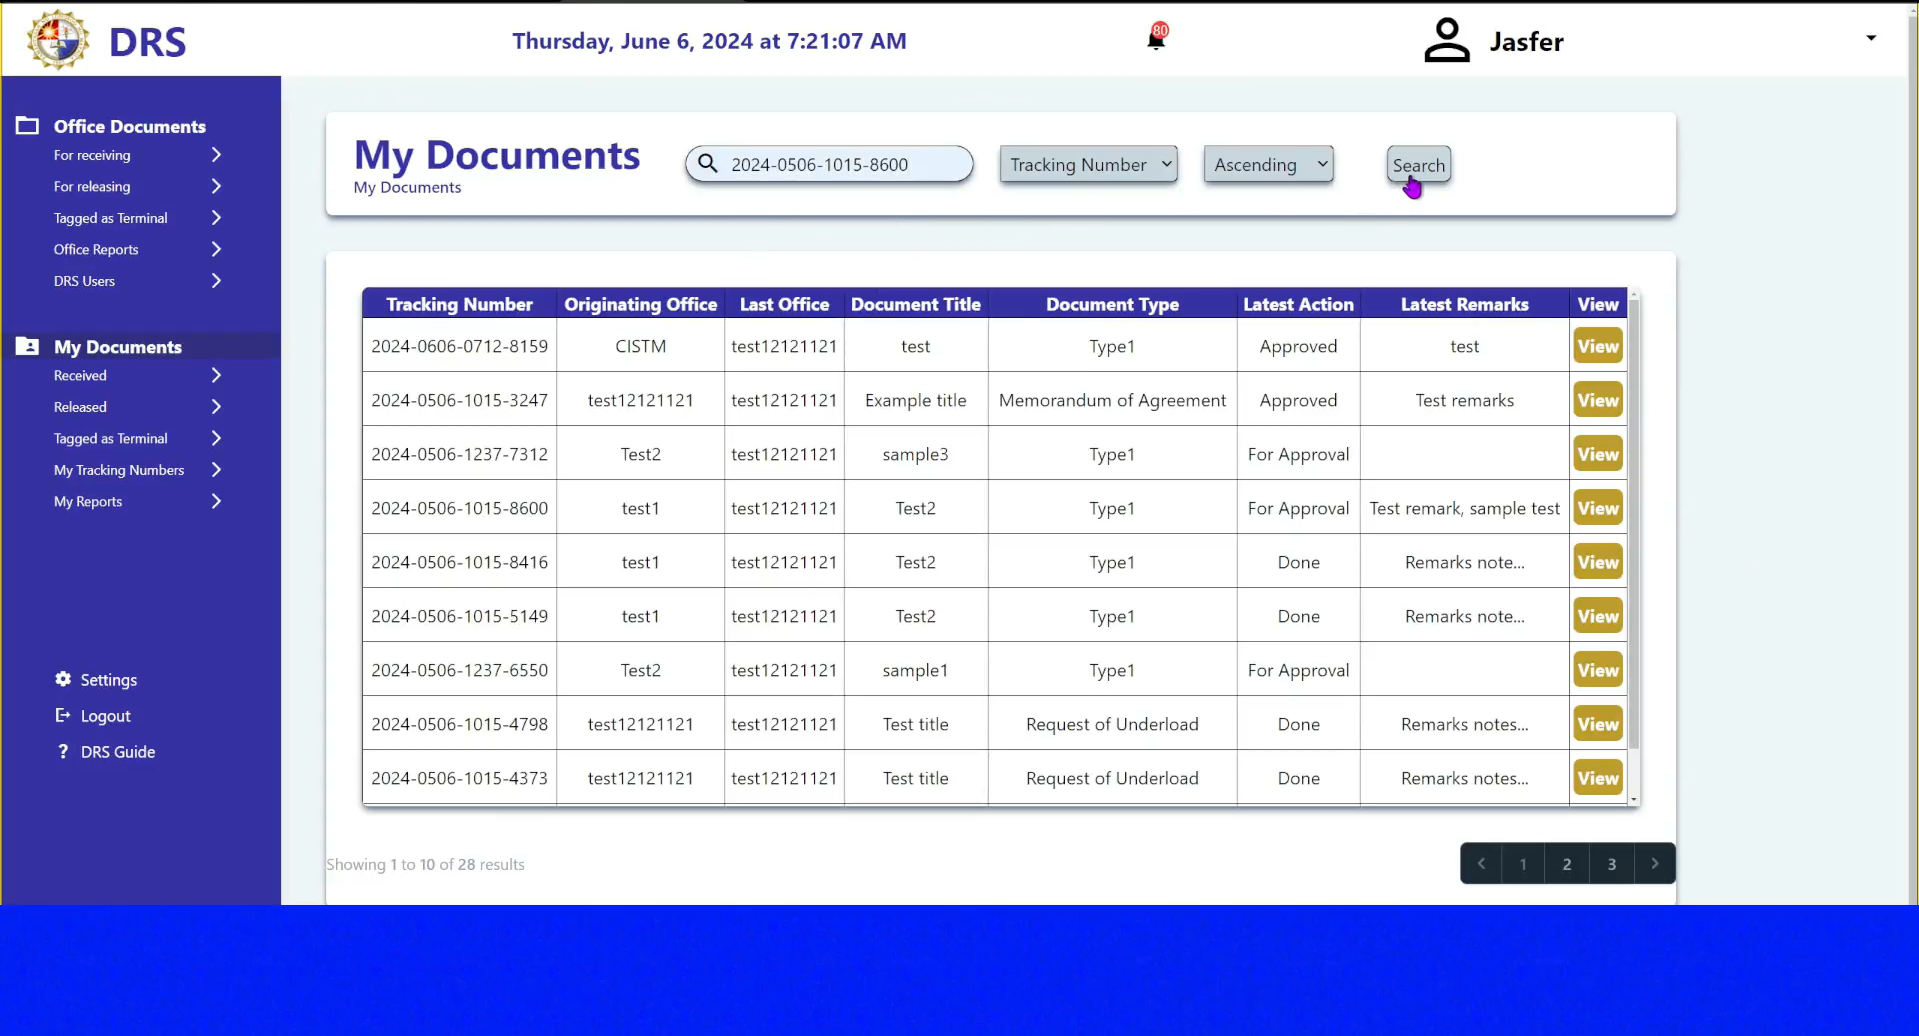 DRS
Thursday, June 6, 2024 at 7:21:07 AM
80
Jasfer
Office Documents
For receiving
For releasing
Tagged as Terminal
Office Reports
DRS Users
My Documents
Received
Released
Tagged as Terminal
My Tracking Numbers
My Reports
Settings
Logout
? DRS Guide
My Documents
My Documents
2024-0506-1015-8600
Tracking Number
Ascending
Search
Tracking Number Originating Office Last Office Document Title Document Type Latest Action Latest Remarks View
2024-0606-0712-8159 CISTM test12121121 test Type1 Approved test View
2024-0506-1015-3247 test12121121 test12121121 Example title Memorandum of Agreement Approved Test remarks View
2024-0506-1237-7312 Test2 test12121121 sample3 Type1 For Approval View
2024-0506-1015-8600 test1 test12121121 Test2 Type1 For Approval Test remark, sample test View
2024-0506-1015-8416 test1 test12121121 Test2 Type1 Done Remarks note... View
2024-0506-1015-5149 test1 test12121121 Test2 Type1 Done Remarks note... View
2024-0506-1237-6550 Test2 test12121121 sample1 Type1 For Approval View
2024-0506-1015-4798 test12121121 test12121121 Test title Request of Underload Done Remarks notes... View
2024-0506-1015-4373 test12121121 test12121121 Test title Request of Underload Done Remarks notes... View
Showing 1 to 10 of 28 results
1 2 3